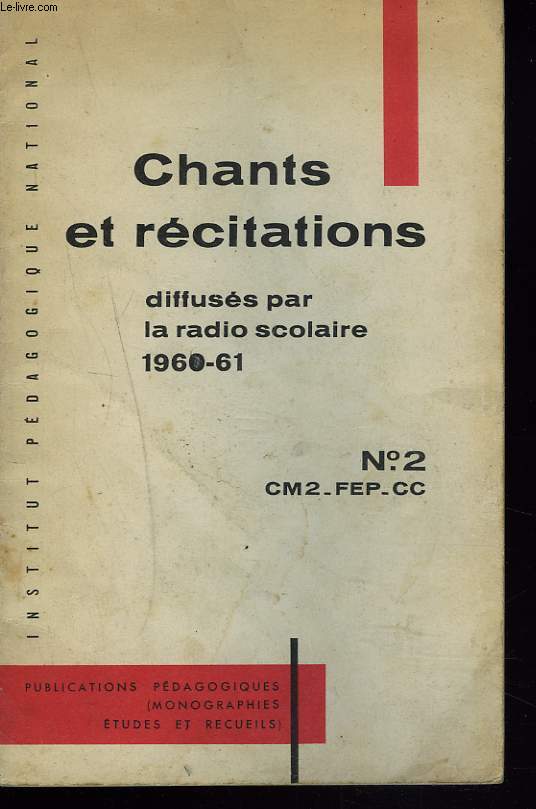 Le-livre.com
INSTITUT PÉDAGOGIQUE NATIONAL
Chants
et récitations
diffusés par
la radio scolaire
1960-61
Nº.2
CM2_FEP_CC
PUBLICATIONS PÉDAGOGIQUES
(MONOGRAPHIES
ÉTUDES ET RECUEILS)